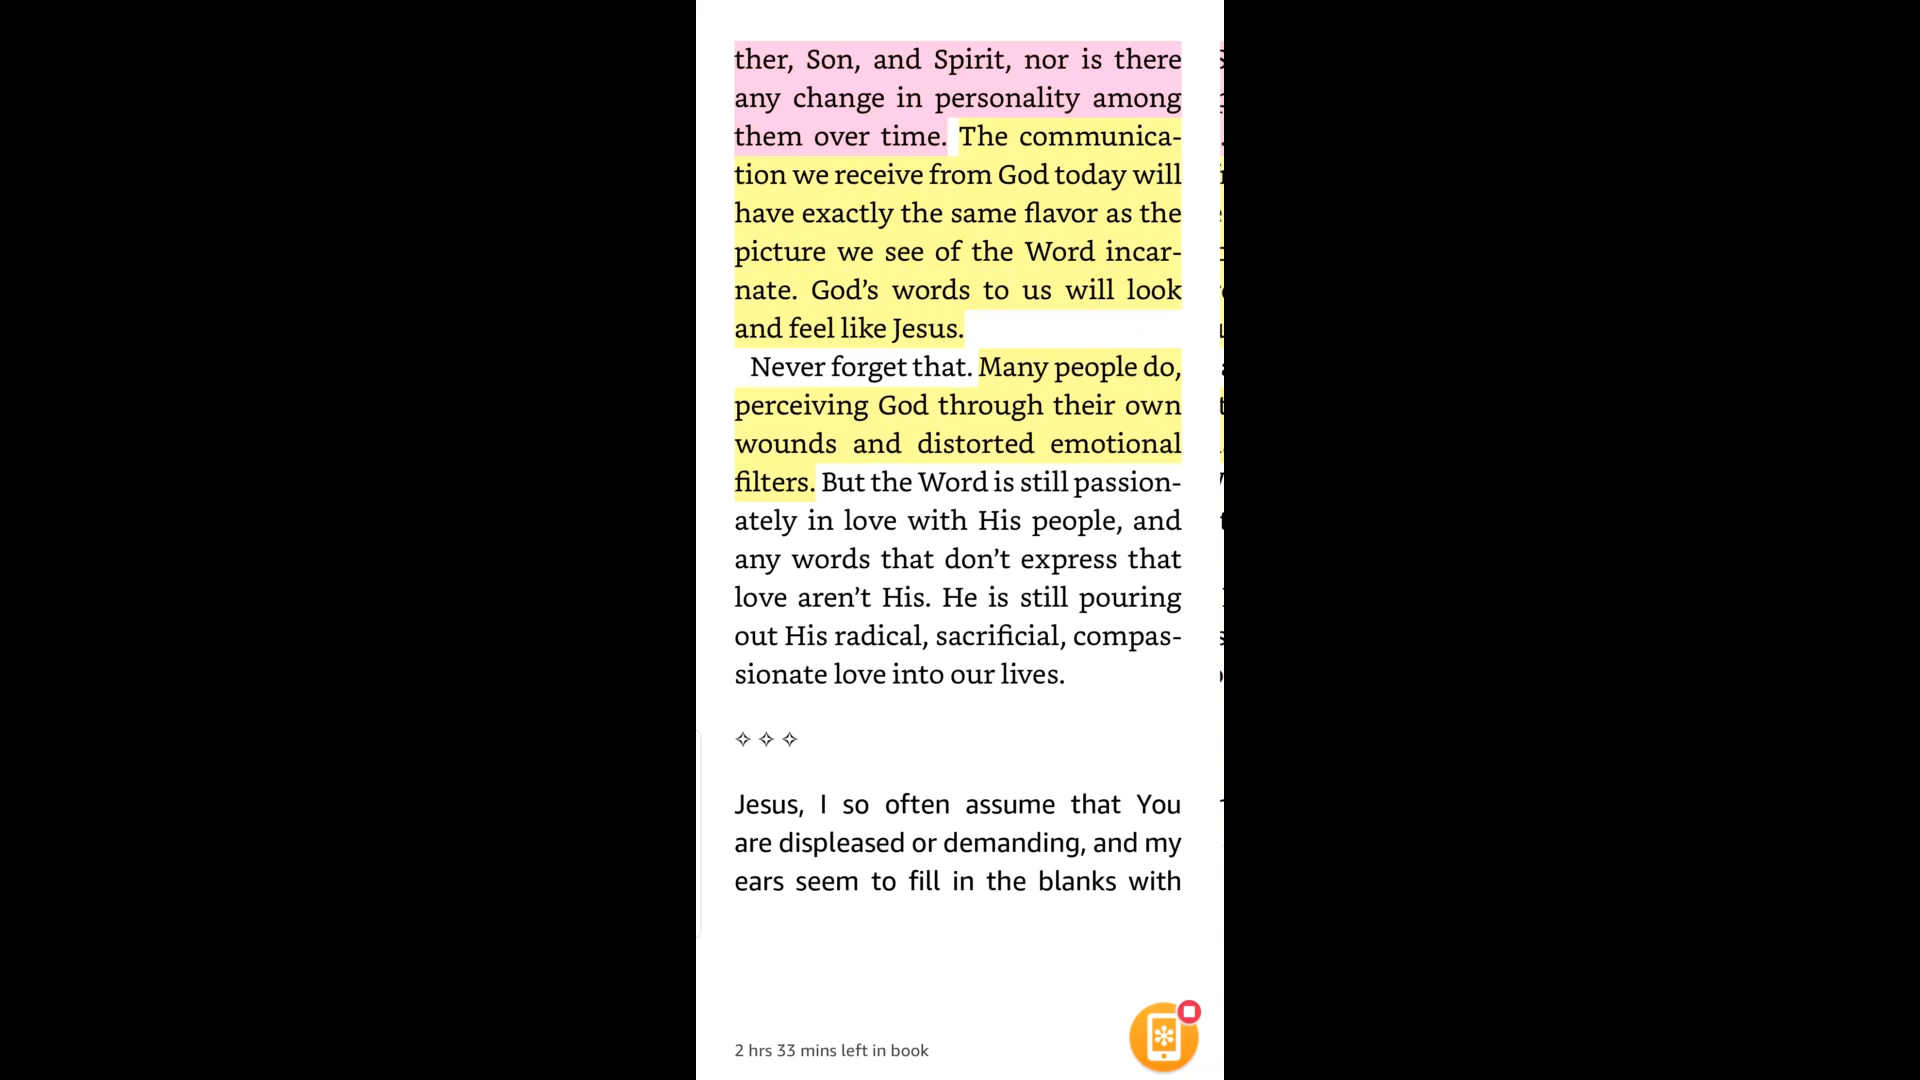 ther, Son, and Spirit, nor is there
any change in personality among
them over time. The communica-
tion we receive from God today will
have exactly the same flavor as the
picture we see of the Word incar-
nate. God's words to us will look
and feel like Jesus.
Never forget that. Many people do,
perceiving God through their own
wounds and distorted emotional
filters. But the Word is still passion-
ately in love with His people, and
any words that don't express that
love aren't His. He is still pouring
out His radical, sacrificial, compas-
sionate love into our lives.
Jesus, I so often assume that You
are displeased or demanding, and my
ears seem to fill in the blanks with
2 hrs 33 mins left in book